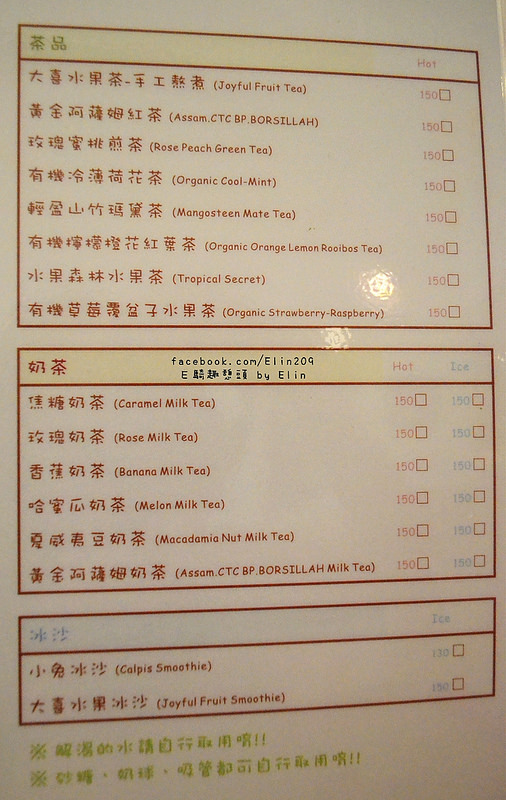 茶品 Hot
大喜水果茶-手工熬煮 (Joyful Fruit Tea) 150□
黃金阿薩姆紅茶 (Assam.CTC BP.BORSILLAH) 150□
玫瑰蜜桃煎茶 (Rose Peach Green Tea) 150□
有機冷薄荷花茶 (Organic Cool-Mint) 150□
輕盈山竹瑪黛茶 (Mangosteen Mate Tea) 150□
有機檸檬橙花紅葉茶 (Organic Orange Lemon Rooibos Tea) 150□
水果森林水果茶 (Tropical Secret) 150□
有機草莓覆盆子水果茶 (Organic Strawberry-Raspberry) 150□
facebook.com/Elin209
E騎趣憩頭 by Elin
奶茶 Hot Ice
焦糖奶茶 (Caramel Milk Tea) 150□ 150□
玫瑰奶茶 (Rose Milk Tea) 150□ 150□
香蕉奶茶 (Banana Milk Tea) 150□ 150□
哈蜜瓜奶茶 (Melon Milk Tea) 150□ 150□
夏威夷豆奶茶 (Macadamia Nut Milk Tea) 150□ 150□
黃金阿薩姆奶茶 (Assam.CTC BP.BORSILLAH Milk Tea) 150□ 150□
冰沙 Ice
小兔冰沙 (Calpis Smoothie) 130□
大喜水果冰沙 (Joyful Fruit Smoothie) 150□
※ 解渴的水請自行取用唷!!
※ 砂糖、奶球、吸管都可自行取用唷!!